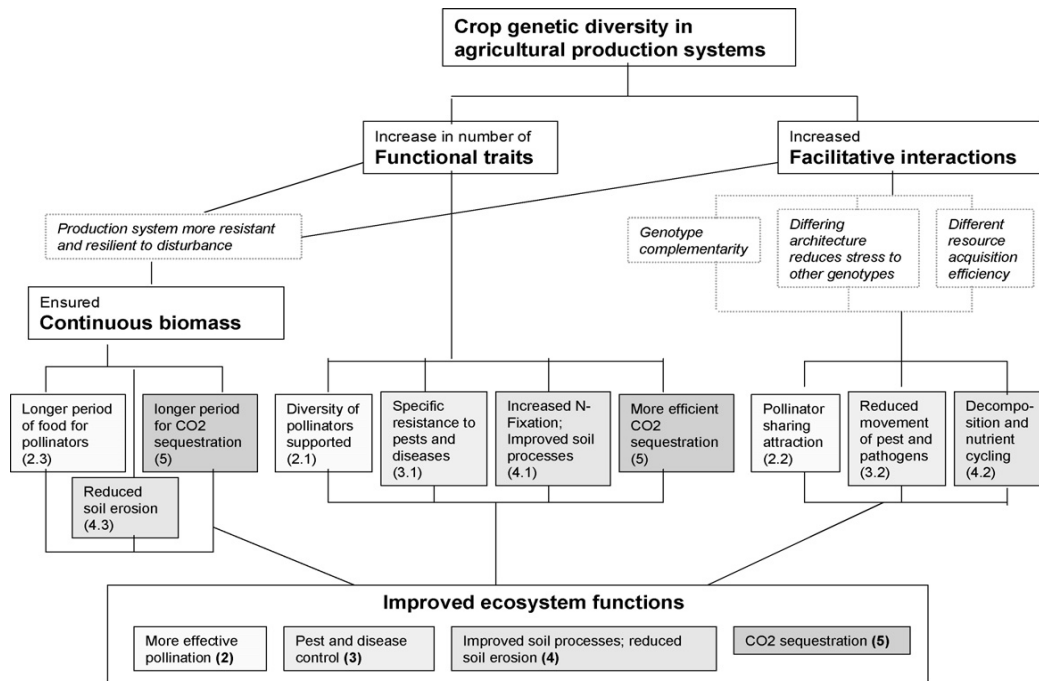 Crop genetic diversity in
agricultural production systems
Increase in number of
Functional traits
Increased
Facilitative interactions
Production system more resistant
and resilient to disturbance
Genotype
complementarity
Differing
architecture
reduces stress to
other genotypes
Different
resource
acquisition
efficiency
Ensured
Continuous biomass
Longer period
of food for
pollinators
(2.3)
longer period
for CO2
sequestration
(5)
Reduced
soil erosion
(4.3)
Diversity of
pollinators
supported
(2.1)
Specific
resistance to
pests and
diseases
(3.1)
Increased N-
Fixation;
Improved soil
processes
(4.1)
More efficient
CO2
sequestration
(5)
Pollinator
sharing
attraction
(2.2)
Reduced
movement of
pest and
pathogens
(3.2)
Decompo-
sition and
nutrient
cycling
(4.2)
Improved ecosystem functions
More effective
pollination (2)
Pest and disease
control (3)
Improved soil processes; reduced
soil erosion (4)
CO2 sequestration (5)